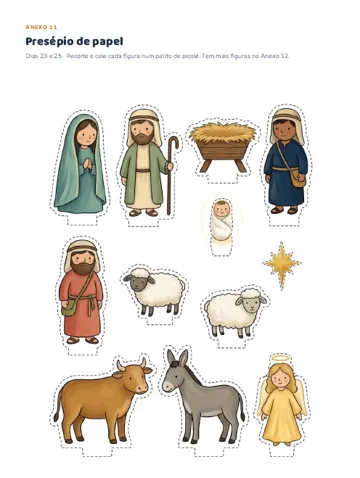 ANEXO 11
Presépio de papel
Dias 23 e 25 · Recorte e cole cada figura num palito de picolé. Tem mais figuras no Anexo 12.